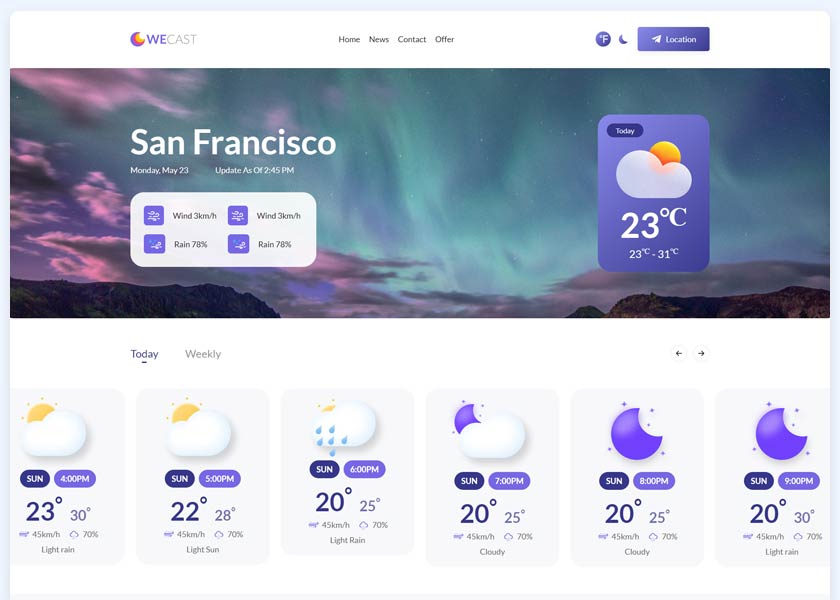 WECAST
Home News Contact Offer
°F
Location
San Francisco
Monday, May 23 Update As Of 2:45 PM
Wind 3km/h Wind 3km/h
Rain 78% Rain 78%
Today
23°C
23°C - 31°C
Today Weekly
SUN 4:00PM
23° 30°
45km/h 70%
Light rain
SUN 5:00PM
22° 28°
45km/h 70%
Light Sun
SUN 6:00PM
20° 25°
45km/h 70%
Light Rain
SUN 7:00PM
20° 25°
45km/h 70%
Cloudy
SUN 8:00PM
20° 25°
45km/h 70%
Cloudy
SUN 9:00PM
20° 30°
45km/h 70%
Light rain